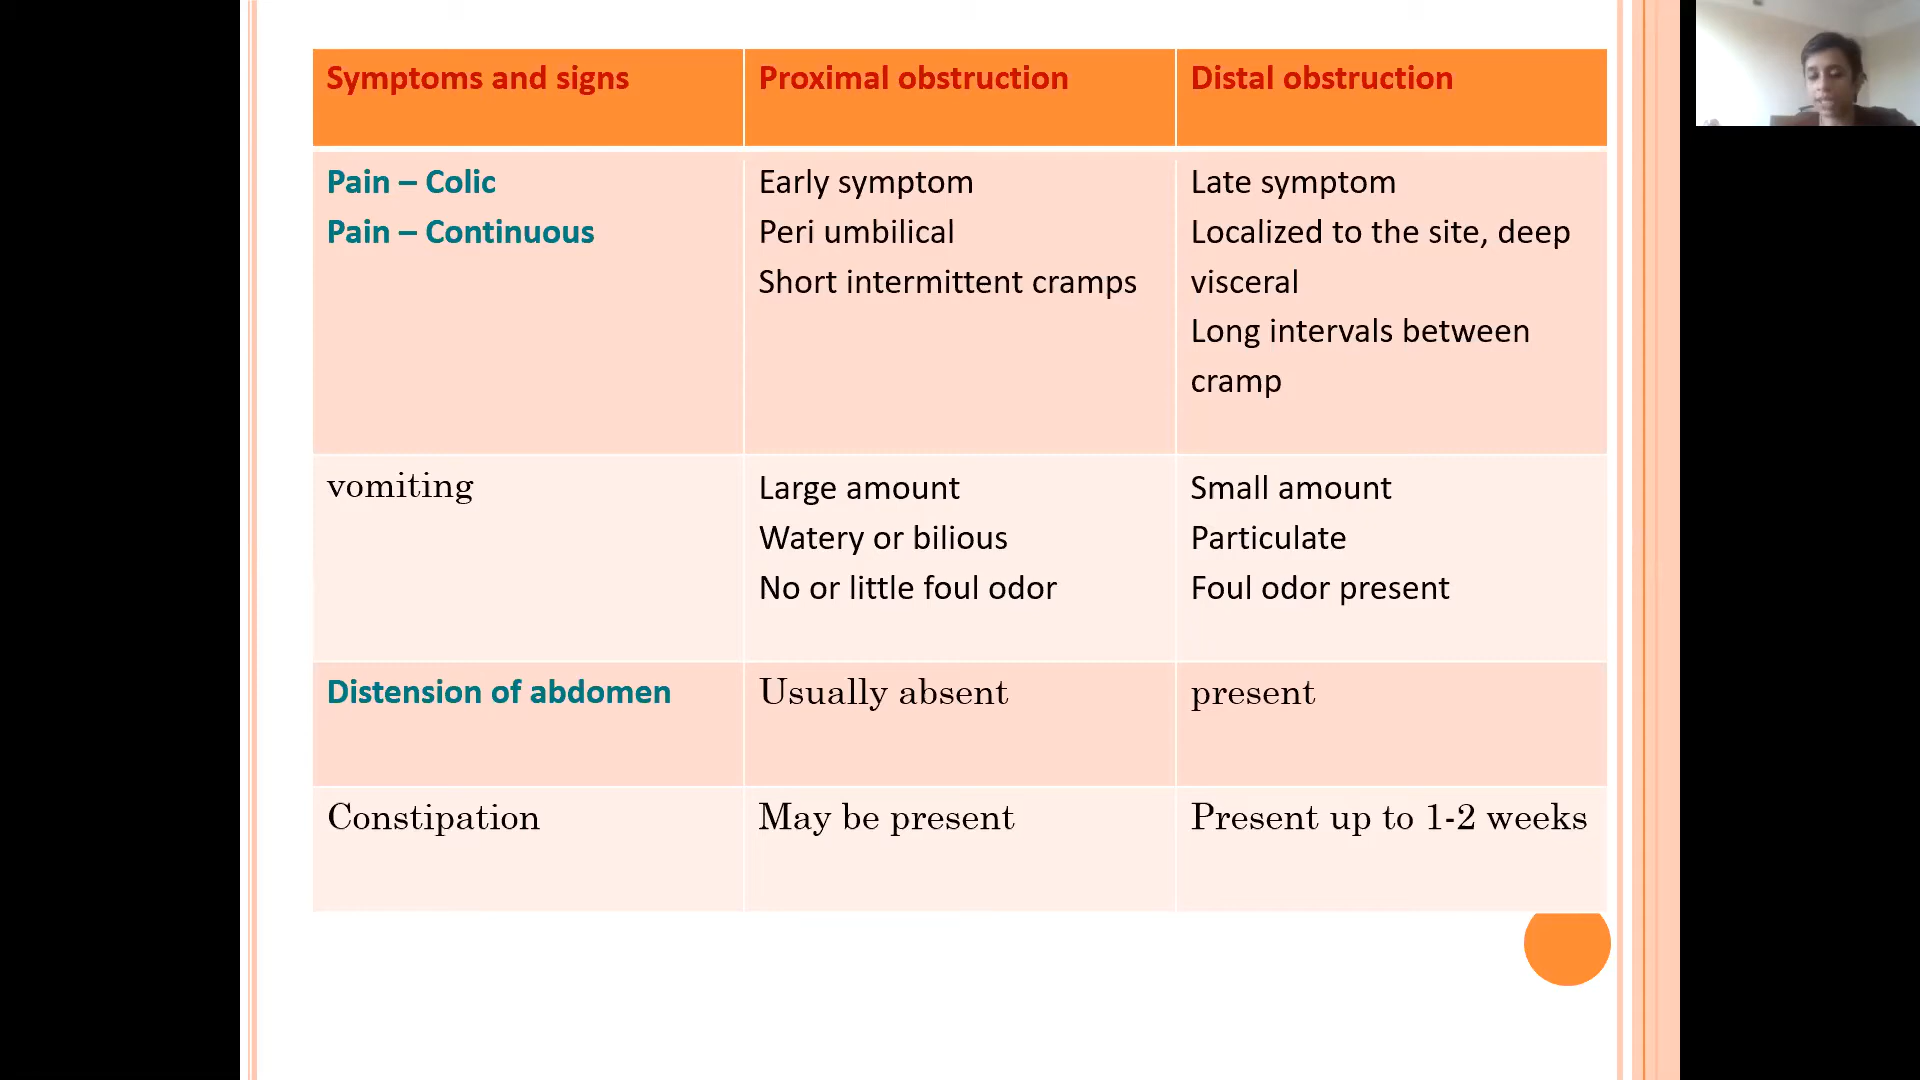 Symptoms and signs
Proximal obstruction
Distal obstruction
Pain – Colic
Pain – Continuous
Early symptom
Peri umbilical
Short intermittent cramps
Late symptom
Localized to the site, deep
visceral
Long intervals between
cramp
vomiting
Large amount
Watery or bilious
No or little foul odor
Small amount
Particulate
Foul odor present
Distension of abdomen
Usually absent
present
Constipation
May be present
Present up to 1-2 weeks